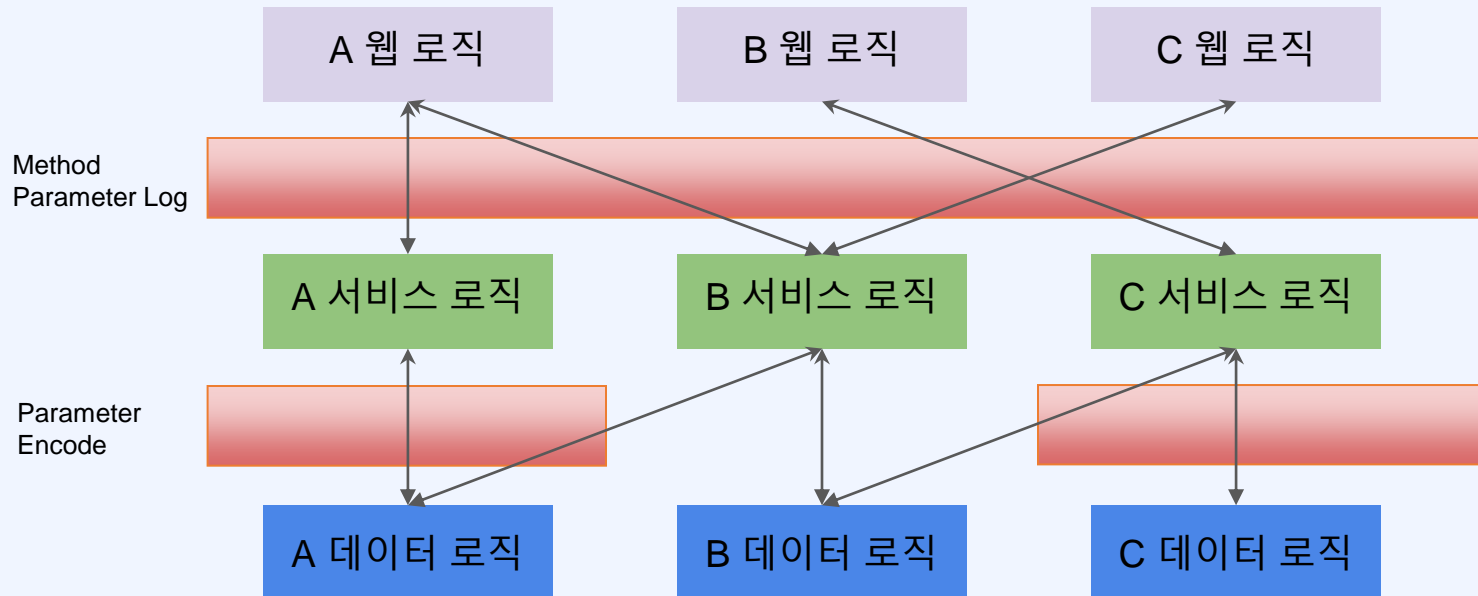 A 웹 로직
B 웹 로직
C 웹 로직
Method
Parameter Log
A 서비스 로직
B 서비스 로직
C 서비스 로직
Parameter
Encode
A 데이터 로직
B 데이터 로직
C 데이터 로직